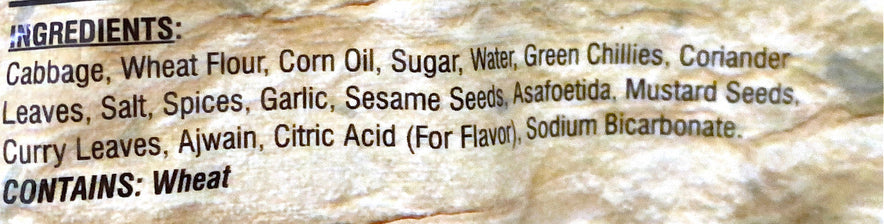 INGREDIENTS:
Cabbage, Wheat Flour, Corn Oil, Sugar, Water, Green Chillies, Coriander
Leaves, Salt, Spices, Garlic, Sesame Seeds, Asafoetida, Mustard Seeds,
Curry Leaves, Ajwain, Citric Acid (For Flavor), Sodium Bicarbonate.
CONTAINS: Wheat